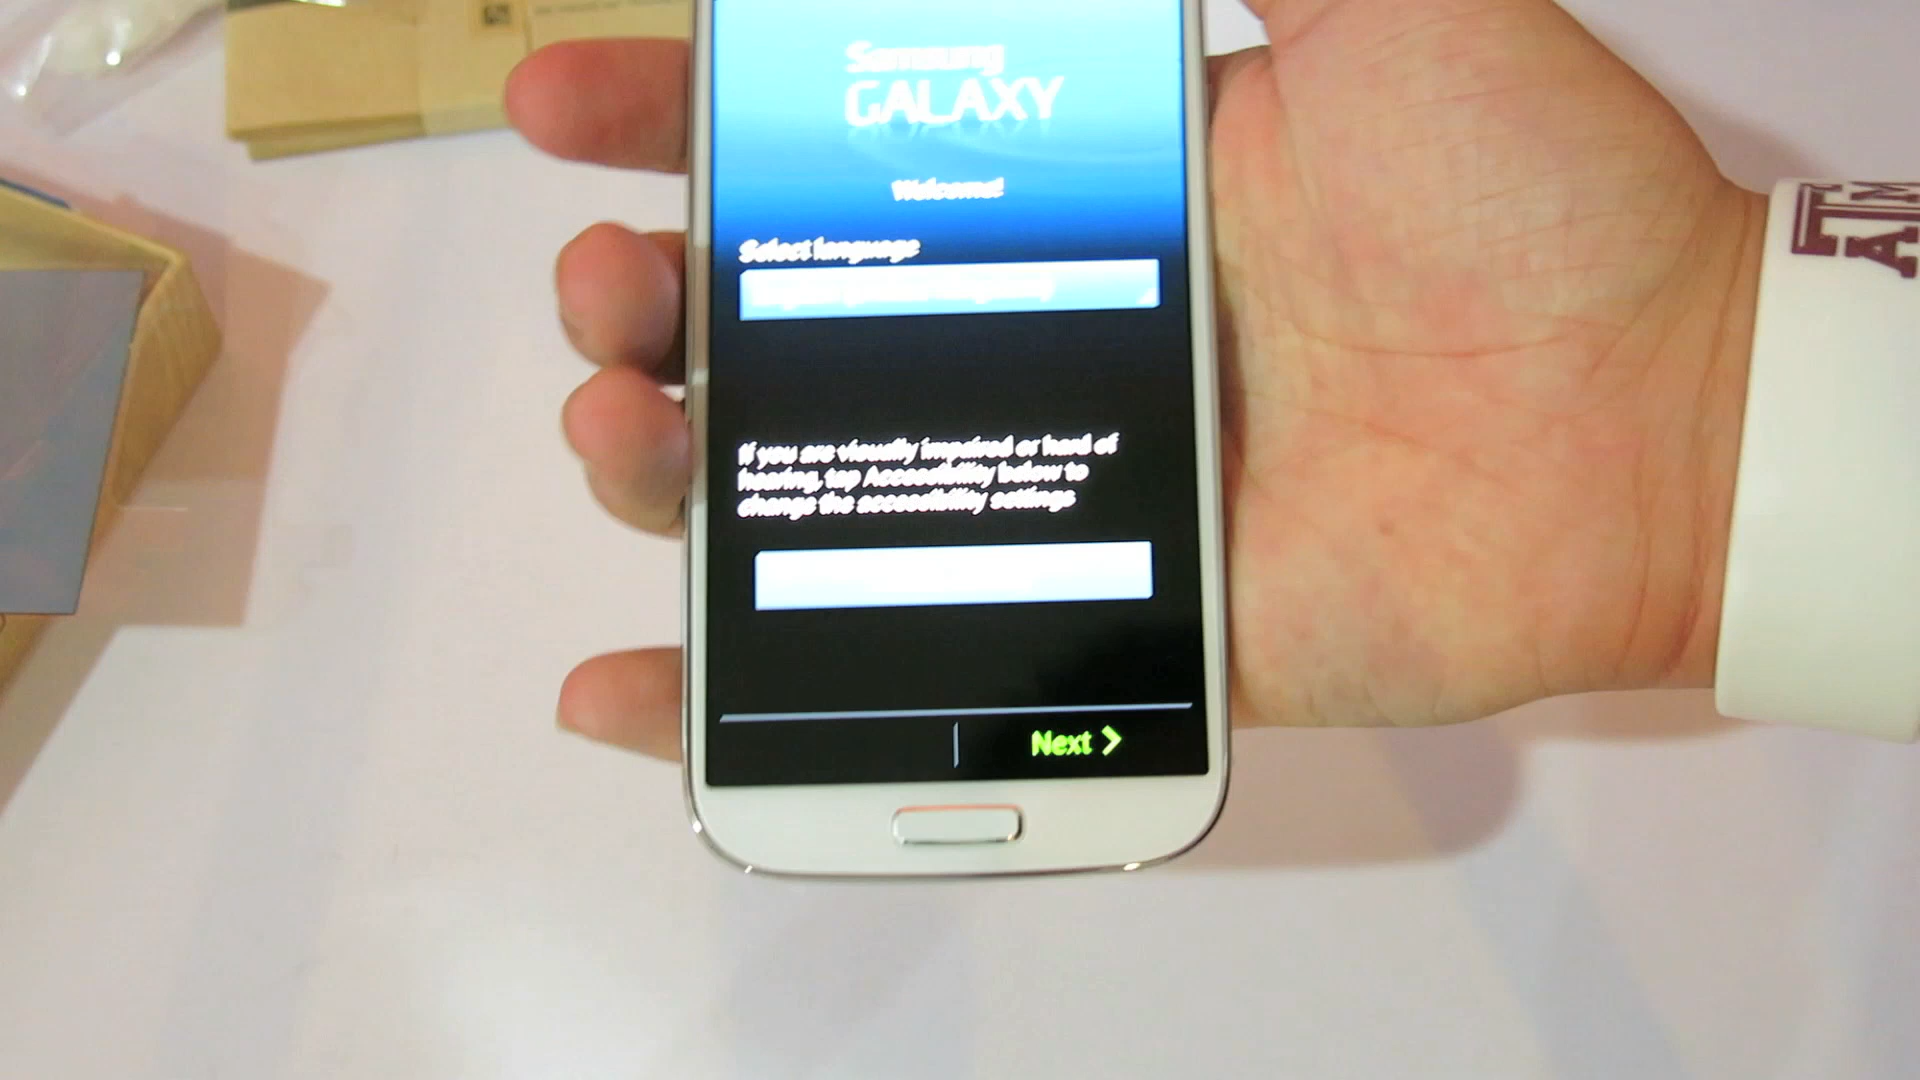 Samsung
GALAXY
Welcome!
Select language
If you are visually impaired or hard of
hearing, tap Accessibility below to
change the accessibility settings
Next
ATM